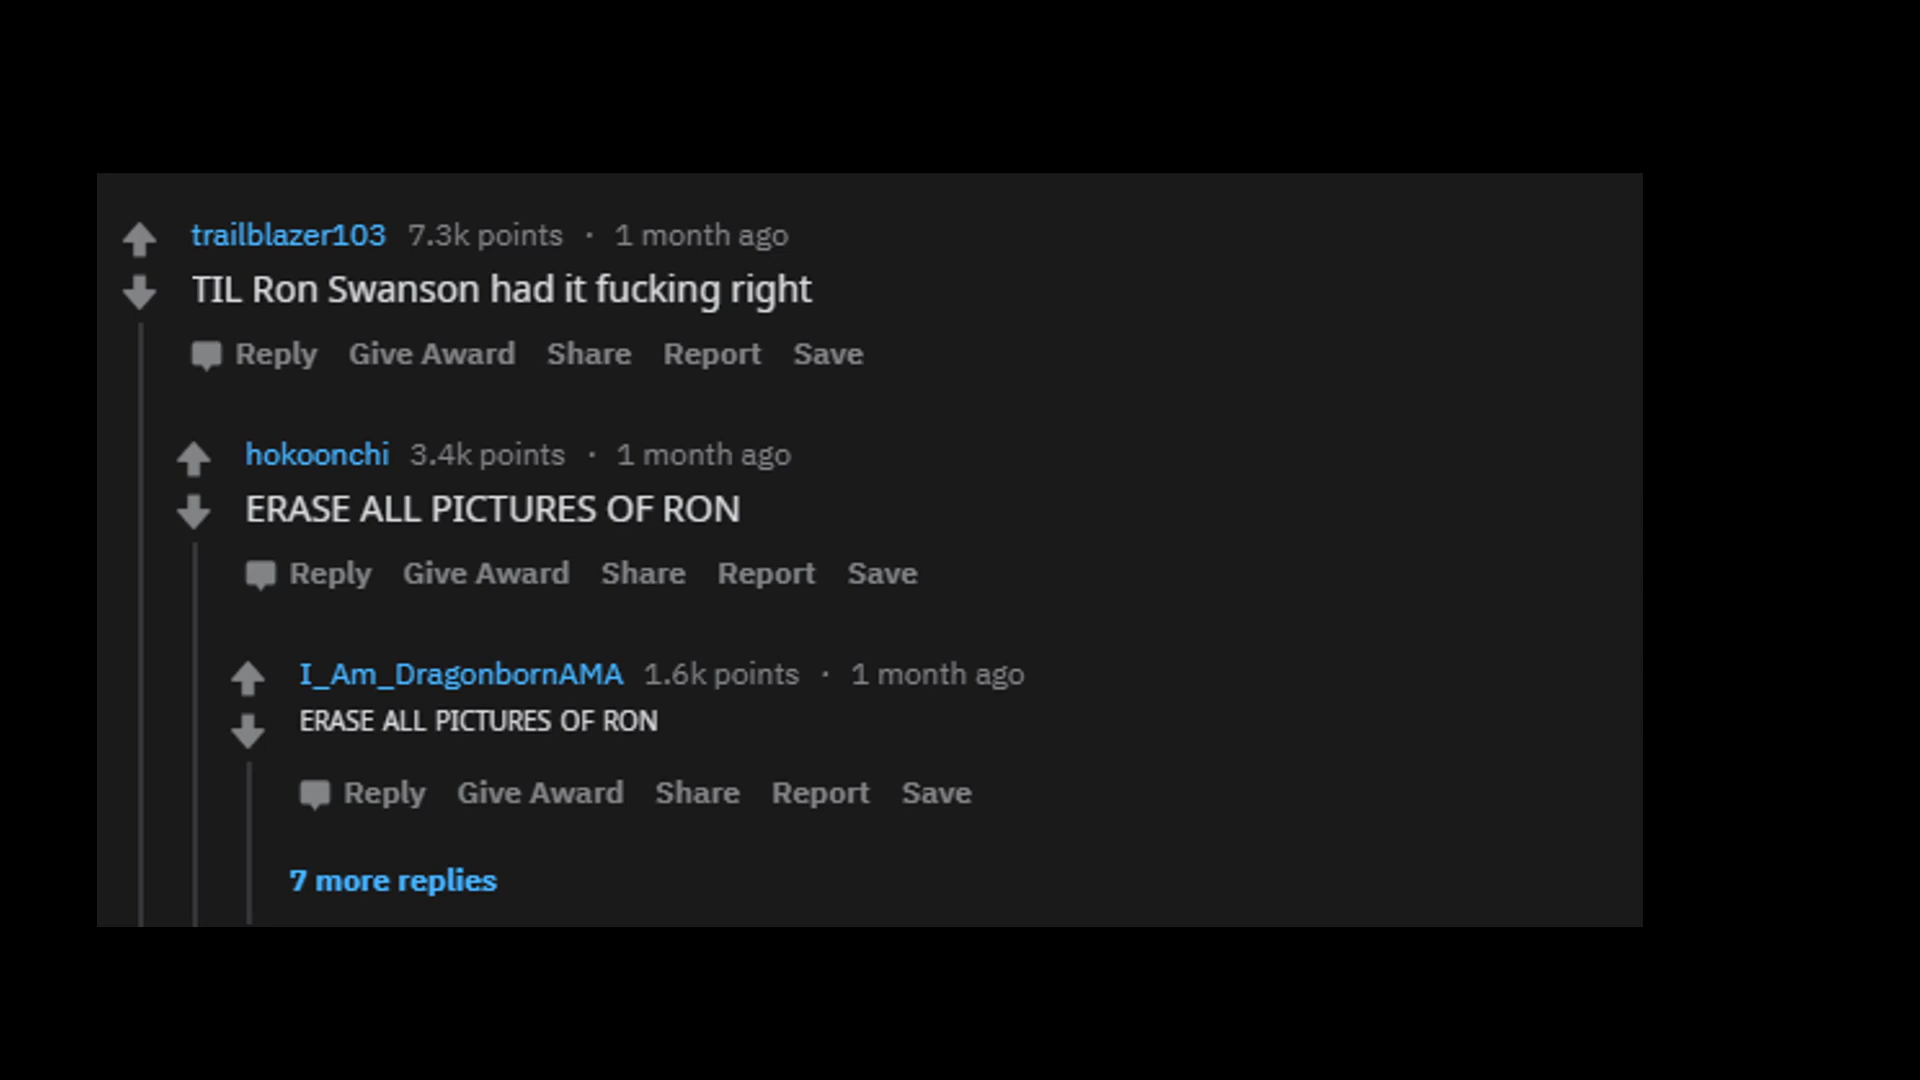 trailblazer103 7.3k points · 1 month ago
TIL Ron Swanson had it fucking right
Reply Give Award Share Report Save
hokoonchi 3.4k points · 1 month ago
ERASE ALL PICTURES OF RON
Reply Give Award Share Report Save
I_Am_DragonbornAMA 1.6k points · 1 month ago
ERASE ALL PICTURES OF RON
Reply Give Award Share Report Save
7 more replies